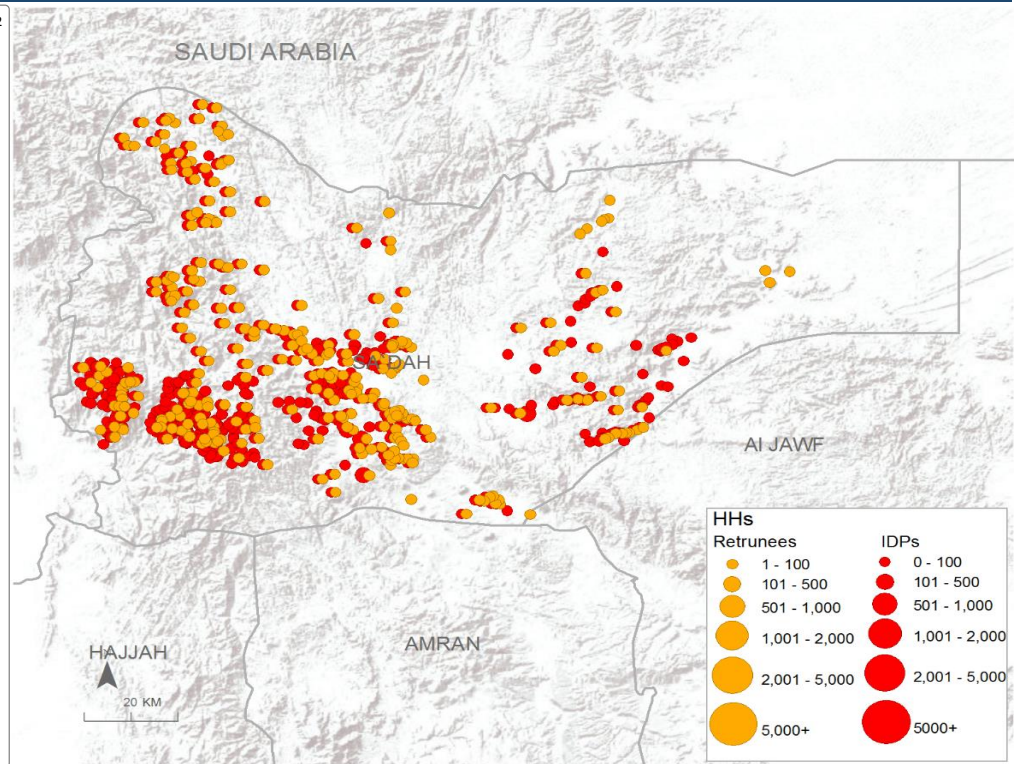 2
SAUDI ARABIA
SA'DAH
Al JAWF
HAJJAH
AMRAN
20 KM
HHs
Retrunees IDPs
1 - 100 0 - 100
101 - 500 101 - 500
501 - 1,000 501 - 1,000
1,001 - 2,000 1,001 - 2,000
2,001 - 5,000 2,001 - 5,000
5,000+ 5000+